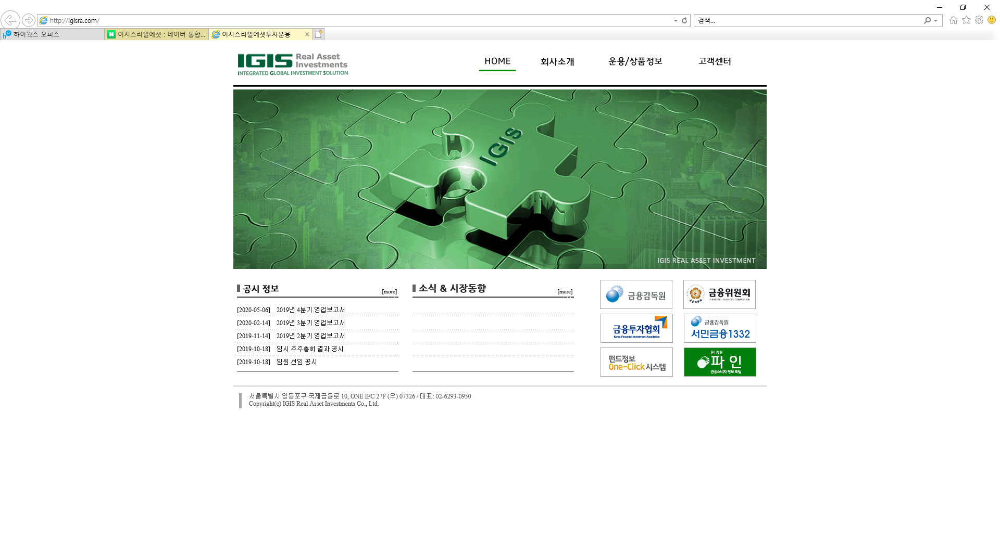 http://igisra.com/
검색...
하이웍스 오피스
이지스리얼에셋 : 네이버 통합...
이지스리얼에셋투자운용
IGIS Real Asset Investments
INTEGRATED GLOBAL INVESTMENT SOLUTION
HOME
회사소개
운용/상품정보
고객센터
IGIS
IGIS REAL ASSET INVESTMENT
공시 정보
[more]
[2020-05-06] 2019년 4분기 영업보고서
[2020-02-14] 2019년 3분기 영업보고서
[2019-11-14] 2019년 2분기 영업보고서
[2019-10-18] 임시 주주총회 결과 공시
[2019-10-18] 임원 선임 공시
소식 & 시장동향
[more]
금융감독원
금융위원회
FINANCIAL SERVICES COMMISSION
금융투자협회
Korea Financial Investment Association
금융감독원
서민금융1332
펀드정보
One-Click 시스템
FINE
파인
금융소비자 정보 포털
서울특별시 영등포구 국제금융로 10, ONE IFC 27F (우) 07326 / 대표: 02-6293-0950
Copyright(c) IGIS Real Asset Investments Co., Ltd.